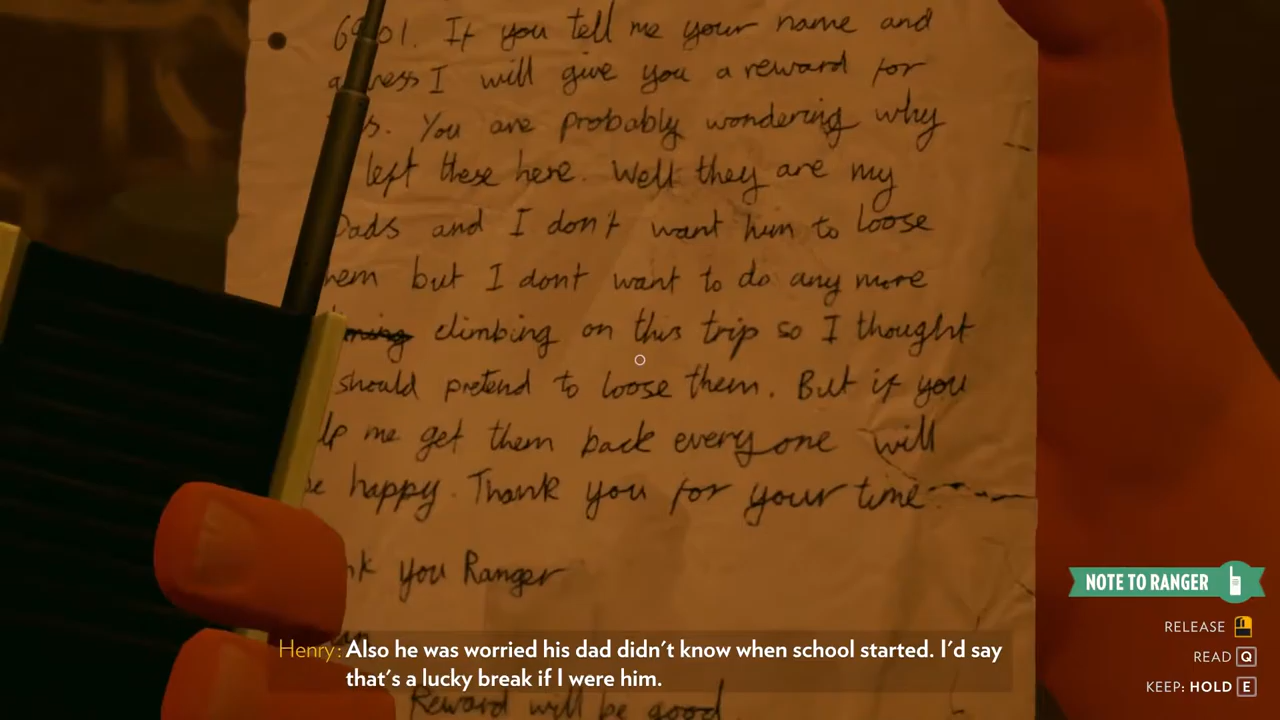 If you tell me your name and
I will give you a reward for
You are probably wondering why
left these here. Well they are my
Dads and I don't want him to loose
but I dont want to do any more
climbing on this trip so I thought
should pretend to loose them. But if you
me get them back everyone will
happy. Thank you for your time
you Ranger
Reward will be good
Henry: Also he was worried his dad didn't know when school started. I'd say
that's a lucky break if I were him.
NOTE TO RANGER
RELEASE
READ Q
KEEP: HOLD E